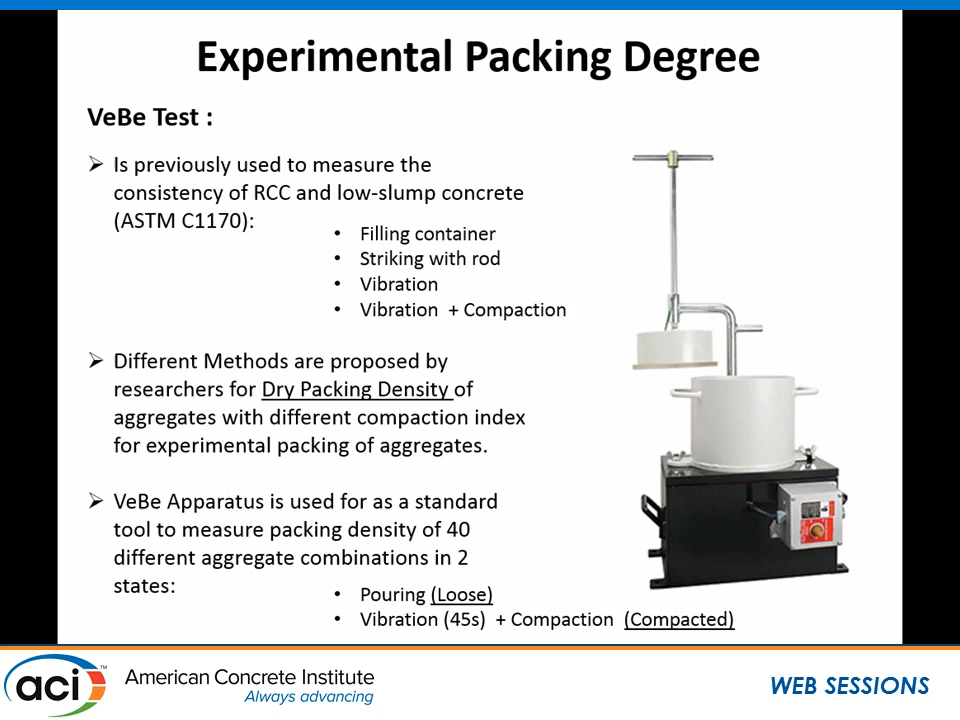 Experimental Packing Degree
VeBe Test :
➢ Is previously used to measure the
consistency of RCC and low-slump concrete
(ASTM C1170):
• Filling container
• Striking with rod
• Vibration
• Vibration + Compaction
➢ Different Methods are proposed by
researchers for Dry Packing Density of
aggregates with different compaction index
for experimental packing of aggregates.
➢ VeBe Apparatus is used for as a standard
tool to measure packing density of 40
different aggregate combinations in 2
states:
• Pouring (Loose)
• Vibration (45s) + Compaction (Compacted)
aci™
American Concrete Institute
Always advancing
WEB SESSIONS